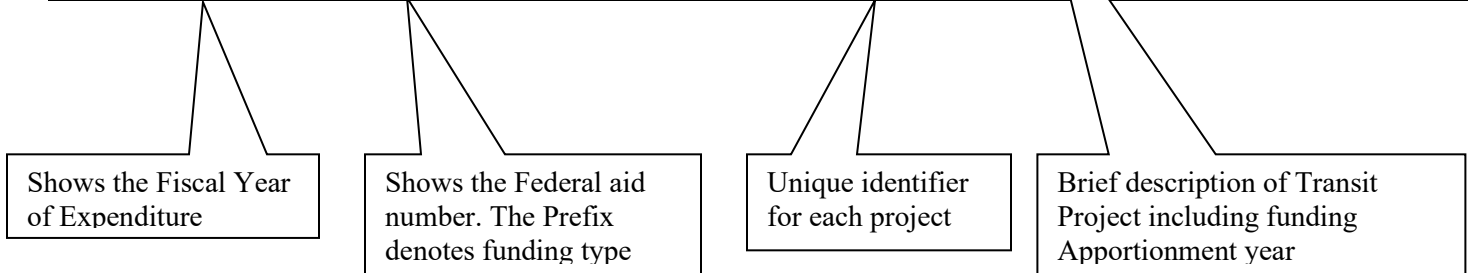 Shows the Fiscal Year
of Expenditure
Shows the Federal aid
number. The Prefix
denotes funding type
Unique identifier
for each project
Brief description of Transit
Project including funding
Apportionment year